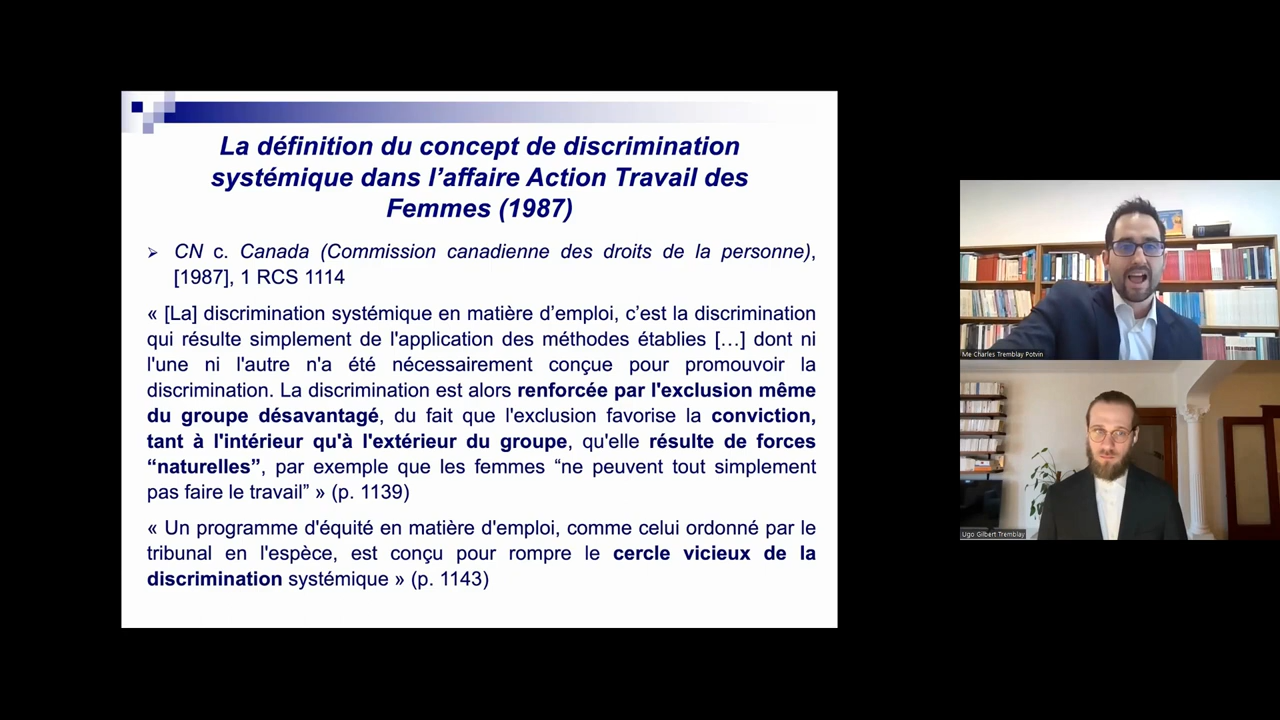 La définition du concept de discrimination
systémique dans l’affaire Action Travail des
Femmes (1987)
CN c. Canada (Commission canadienne des droits de la personne),
[1987], 1 RCS 1114
« [La] discrimination systémique en matière d’emploi, c’est la discrimination
qui résulte simplement de l'application des méthodes établies […] dont ni
l'une ni l'autre n'a été nécessairement conçue pour promouvoir la
discrimination. La discrimination est alors renforcée par l'exclusion même
du groupe désavantagé, du fait que l'exclusion favorise la conviction,
tant à l'intérieur qu'à l'extérieur du groupe, qu'elle résulte de forces
“naturelles”, par exemple que les femmes “ne peuvent tout simplement
pas faire le travail” » (p. 1139)
« Un programme d'équité en matière d'emploi, comme celui ordonné par le
tribunal en l'espèce, est conçu pour rompre le cercle vicieux de la
discrimination systémique » (p. 1143)
Me Charles Tremblay Potvin
Ugo Gilbert Tremblay